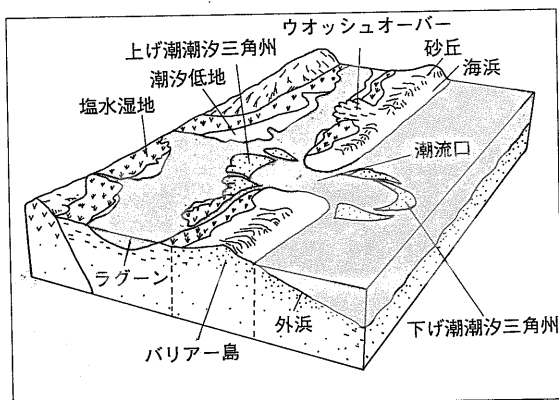 ウオッシュオーバー
上げ潮潮汐三角州
砂丘
潮汐低地
海浜
塩水湿地
潮流口
ラグーン
外浜
下げ潮潮汐三角州
バリアー島